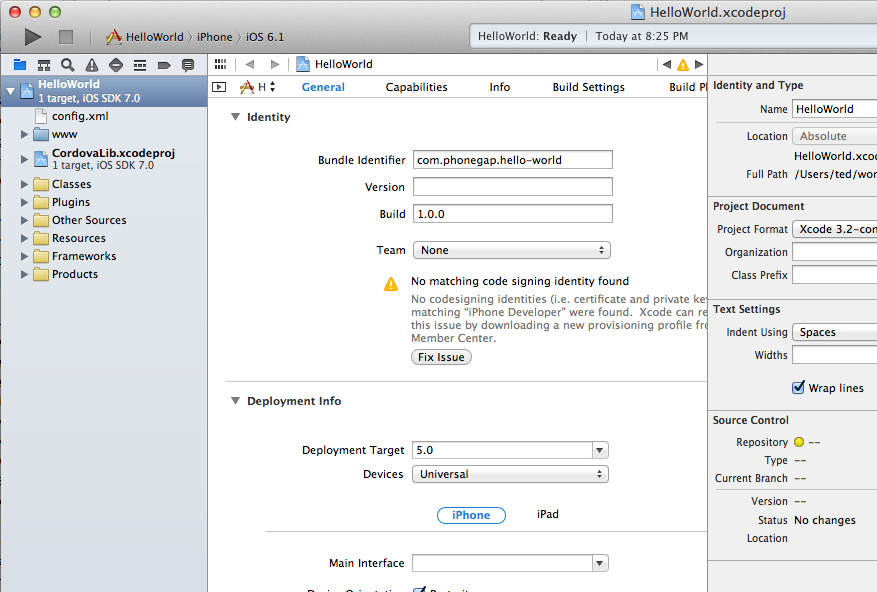 HelloWorld.xcodeproj
HelloWorld 〉 iPhone 〉 iOS 6.1
HelloWorld: Ready | Today at 8:25 PM
HelloWorld
1 target, iOS SDK 7.0
config.xml
www
CordovaLib.xcodeproj
1 target, iOS SDK 7.0
Classes
Plugins
Other Sources
Resources
Frameworks
Products
HelloWorld
H
General Capabilities Info Build Settings Build
Identity
Bundle Identifier com.phonegap.hello-world
Version
Build 1.0.0
Team None
No matching code signing identity found
No codesigning identities (i.e. certificate and private
matching “iPhone Developer” were found. Xcode can
this issue by downloading a new provisioning profile
Member Center.
Fix Issue
Deployment Info
Deployment Target 5.0
Devices Universal
iPhone iPad
Main Interface
Identity and Type
Name HelloWorld
Location Absolute
HelloWorld.xco
Full Path /Users/ted/wor
Project Document
Project Format Xcode 3.2-con
Organization
Class Prefix
Text Settings
Indent Using Spaces
Widths
Wrap lines
Source Control
Repository --
Type --
Current Branch --
Version --
Status No changes
Location